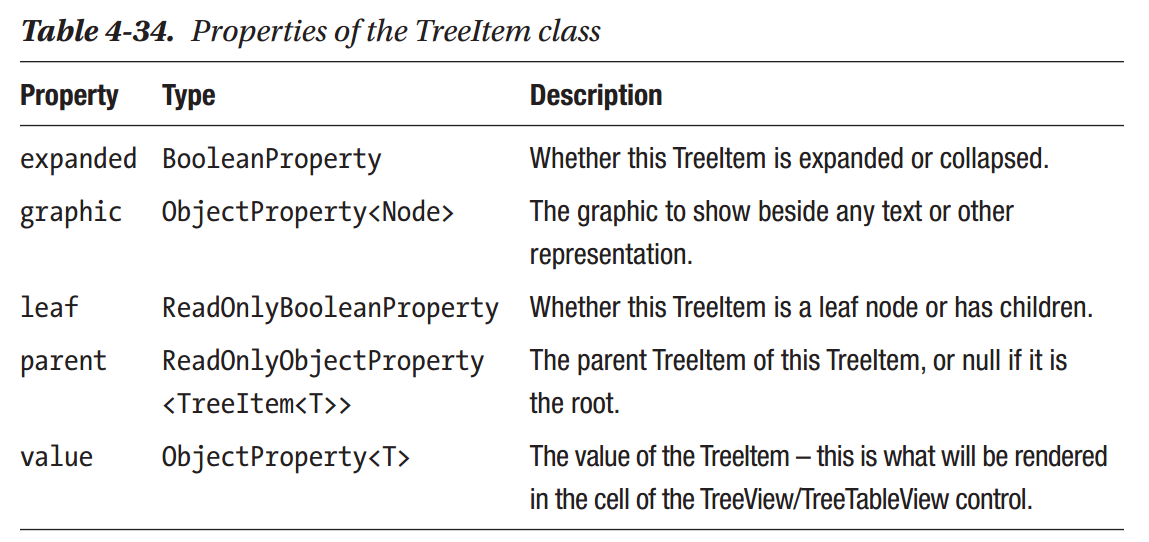 Table 4-34. Properties of the TreeItem class
Property Type Description
expanded BooleanProperty Whether this TreeItem is expanded or collapsed.
graphic ObjectProperty<Node> The graphic to show beside any text or other
representation.
leaf ReadOnlyBooleanProperty Whether this TreeItem is a leaf node or has children.
parent ReadOnlyObjectProperty The parent TreeItem of this TreeItem, or null if it is
<TreeItem<T>> the root.
value ObjectProperty<T> The value of the TreeItem – this is what will be rendered
in the cell of the TreeView/TreeTableView control.